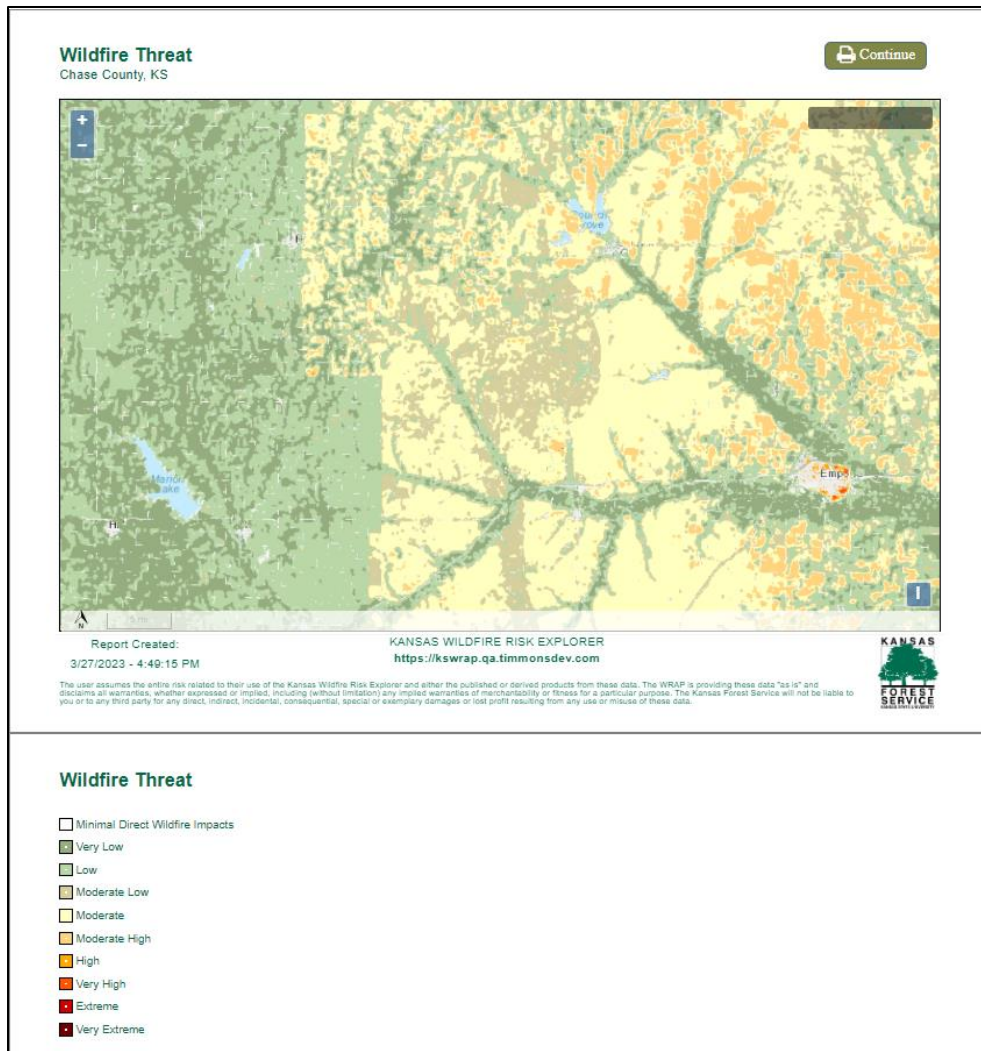 Wildfire Threat
Chase County, KS
Continue
+
−
Emp
H
N
Report Created:
3/27/2023 - 4:49:15 PM
KANSAS WILDFIRE RISK EXPLORER
https://kswrap.qa.timmonsdev.com
KANSAS
FOREST
SERVICE
KANSAS STATE UNIVERSITY
The user assumes the entire risk related to their use of the Kansas Wildfire Risk Explorer and either the published or derived products from these data. The WRAP is providing these data "as is" and
disclaims all warranties, whether expressed or implied, including (without limitation) any implied warranties of merchantability or fitness for a particular purpose. The Kansas Forest Service will not be liable to
you or to any third party for any direct, indirect, incidental, consequential, special or exemplary damages or lost profit resulting from any use or misuse of these data.
Wildfire Threat
Minimal Direct Wildfire Impacts
Very Low
Low
Moderate Low
Moderate
Moderate High
High
Very High
Extreme
Very Extreme